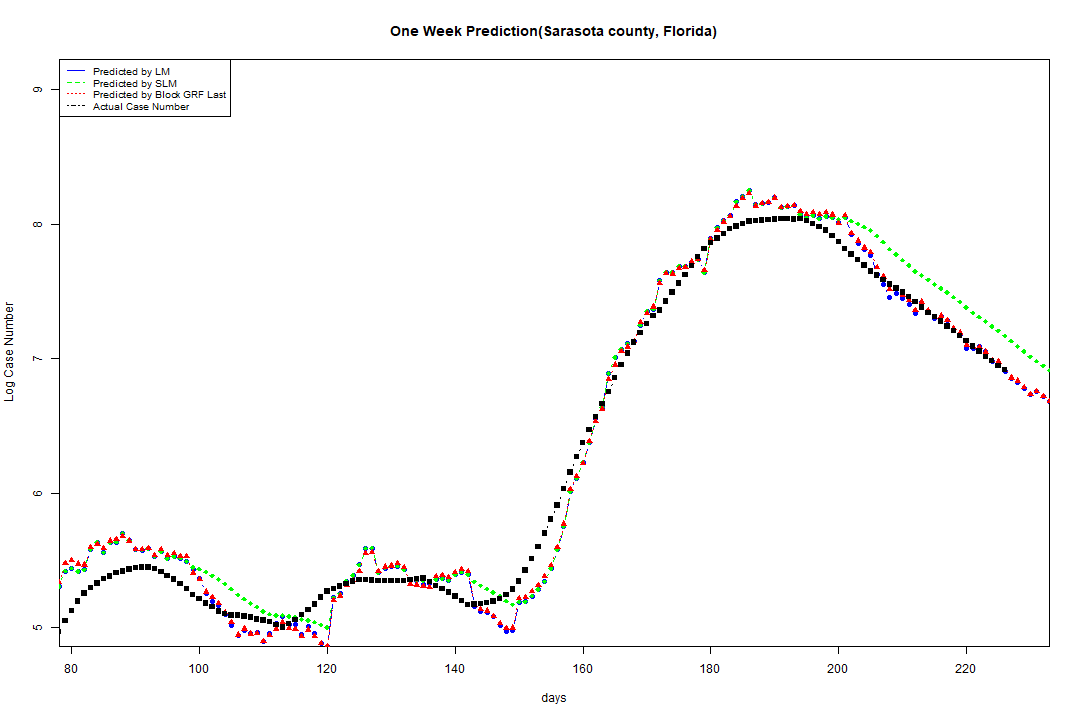 One Week Prediction(Sarasota county, Florida)
Predicted by LM
Predicted by SLM
Predicted by Block GRF Last
Actual Case Number
9
8
7
6
5
Log Case Number
80 100 120 140 160 180 200 220
days